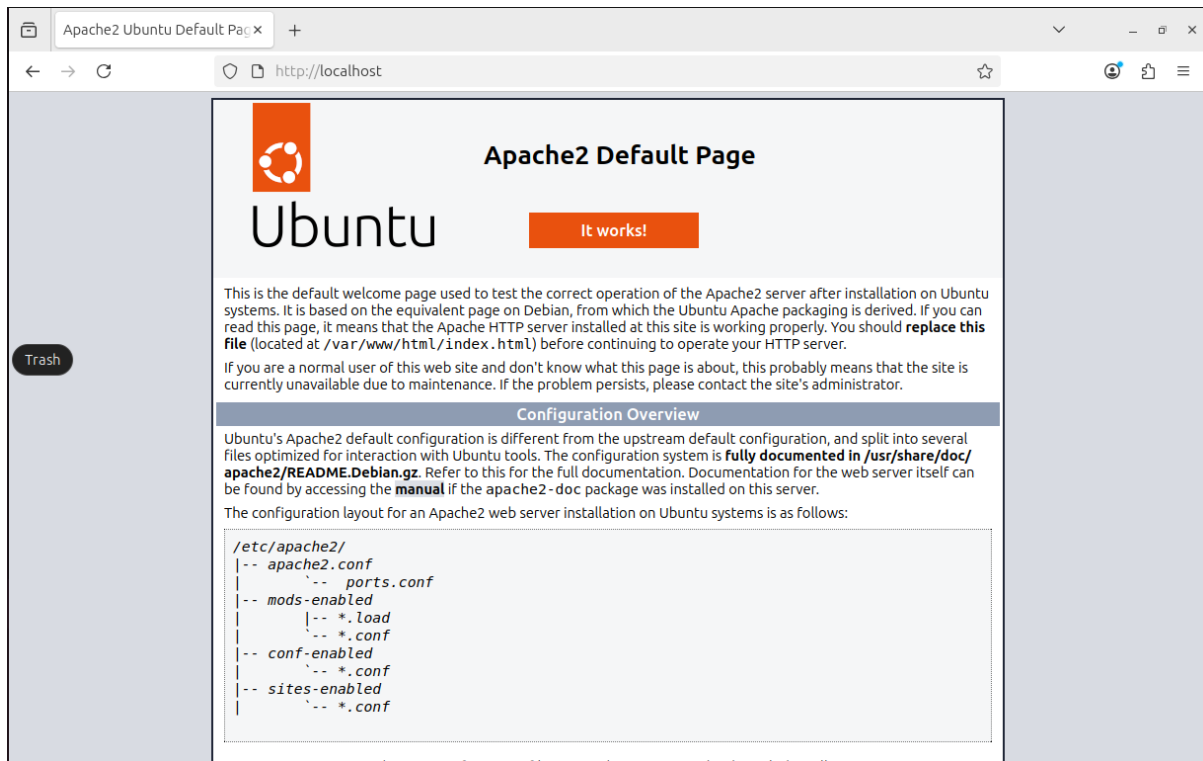 Apache2 Ubuntu Default Pag
http://localhost
Ubuntu
Apache2 Default Page
It works!
This is the default welcome page used to test the correct operation of the Apache2 server after installation on Ubuntu
systems. It is based on the equivalent page on Debian, from which the Ubuntu Apache packaging is derived. If you can
read this page, it means that the Apache HTTP server installed at this site is working properly. You should replace this
file (located at /var/www/html/index.html) before continuing to operate your HTTP server.
Trash
If you are a normal user of this web site and don't know what this page is about, this probably means that the site is
currently unavailable due to maintenance. If the problem persists, please contact the site's administrator.
Configuration Overview
Ubuntu's Apache2 default configuration is different from the upstream default configuration, and split into several
files optimized for interaction with Ubuntu tools. The configuration system is fully documented in /usr/share/doc/
apache2/README.Debian.gz. Refer to this for the full documentation. Documentation for the web server itself can
be found by accessing the manual if the apache2-doc package was installed on this server.
The configuration layout for an Apache2 web server installation on Ubuntu systems is as follows:
/etc/apache2/
|-- apache2.conf
|       `--  ports.conf
|-- mods-enabled
|       |-- *.load
|       `-- *.conf
|-- conf-enabled
|       `-- *.conf
|-- sites-enabled
|       `-- *.conf